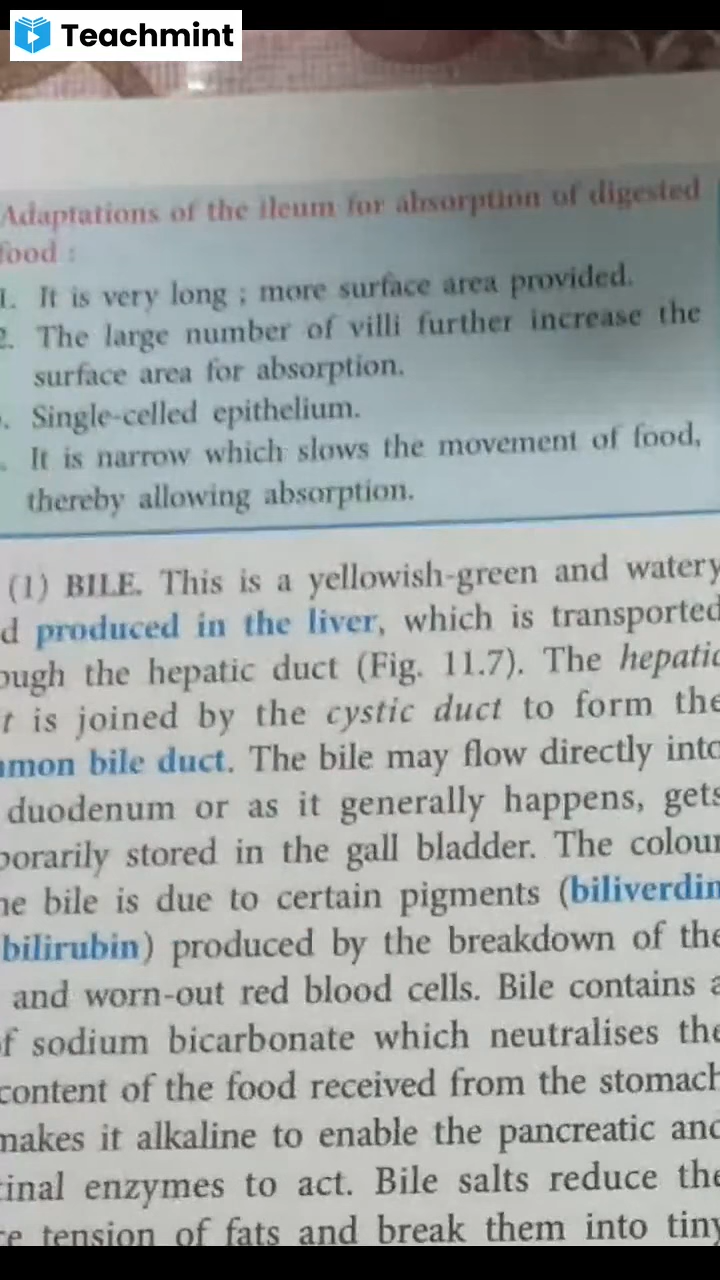 Teachmint
Adaptations of the ileum for absorption of digested
food :
1. It is very long ; more surface area provided.
2. The large number of villi further increase the
surface area for absorption.
. Single-celled epithelium.
. It is narrow which slows the movement of food,
thereby allowing absorption.
(1) BILE. This is a yellowish-green and watery
d produced in the liver, which is transported
ough the hepatic duct (Fig. 11.7). The hepatic
t is joined by the cystic duct to form the
mmon bile duct. The bile may flow directly into
duodenum or as it generally happens, gets
porarily stored in the gall bladder. The colour
he bile is due to certain pigments (biliverdin
bilirubin) produced by the breakdown of the
and worn-out red blood cells. Bile contains a
of sodium bicarbonate which neutralises the
content of the food received from the stomach
makes it alkaline to enable the pancreatic and
tinal enzymes to act. Bile salts reduce the
ce tension of fats and break them into tiny